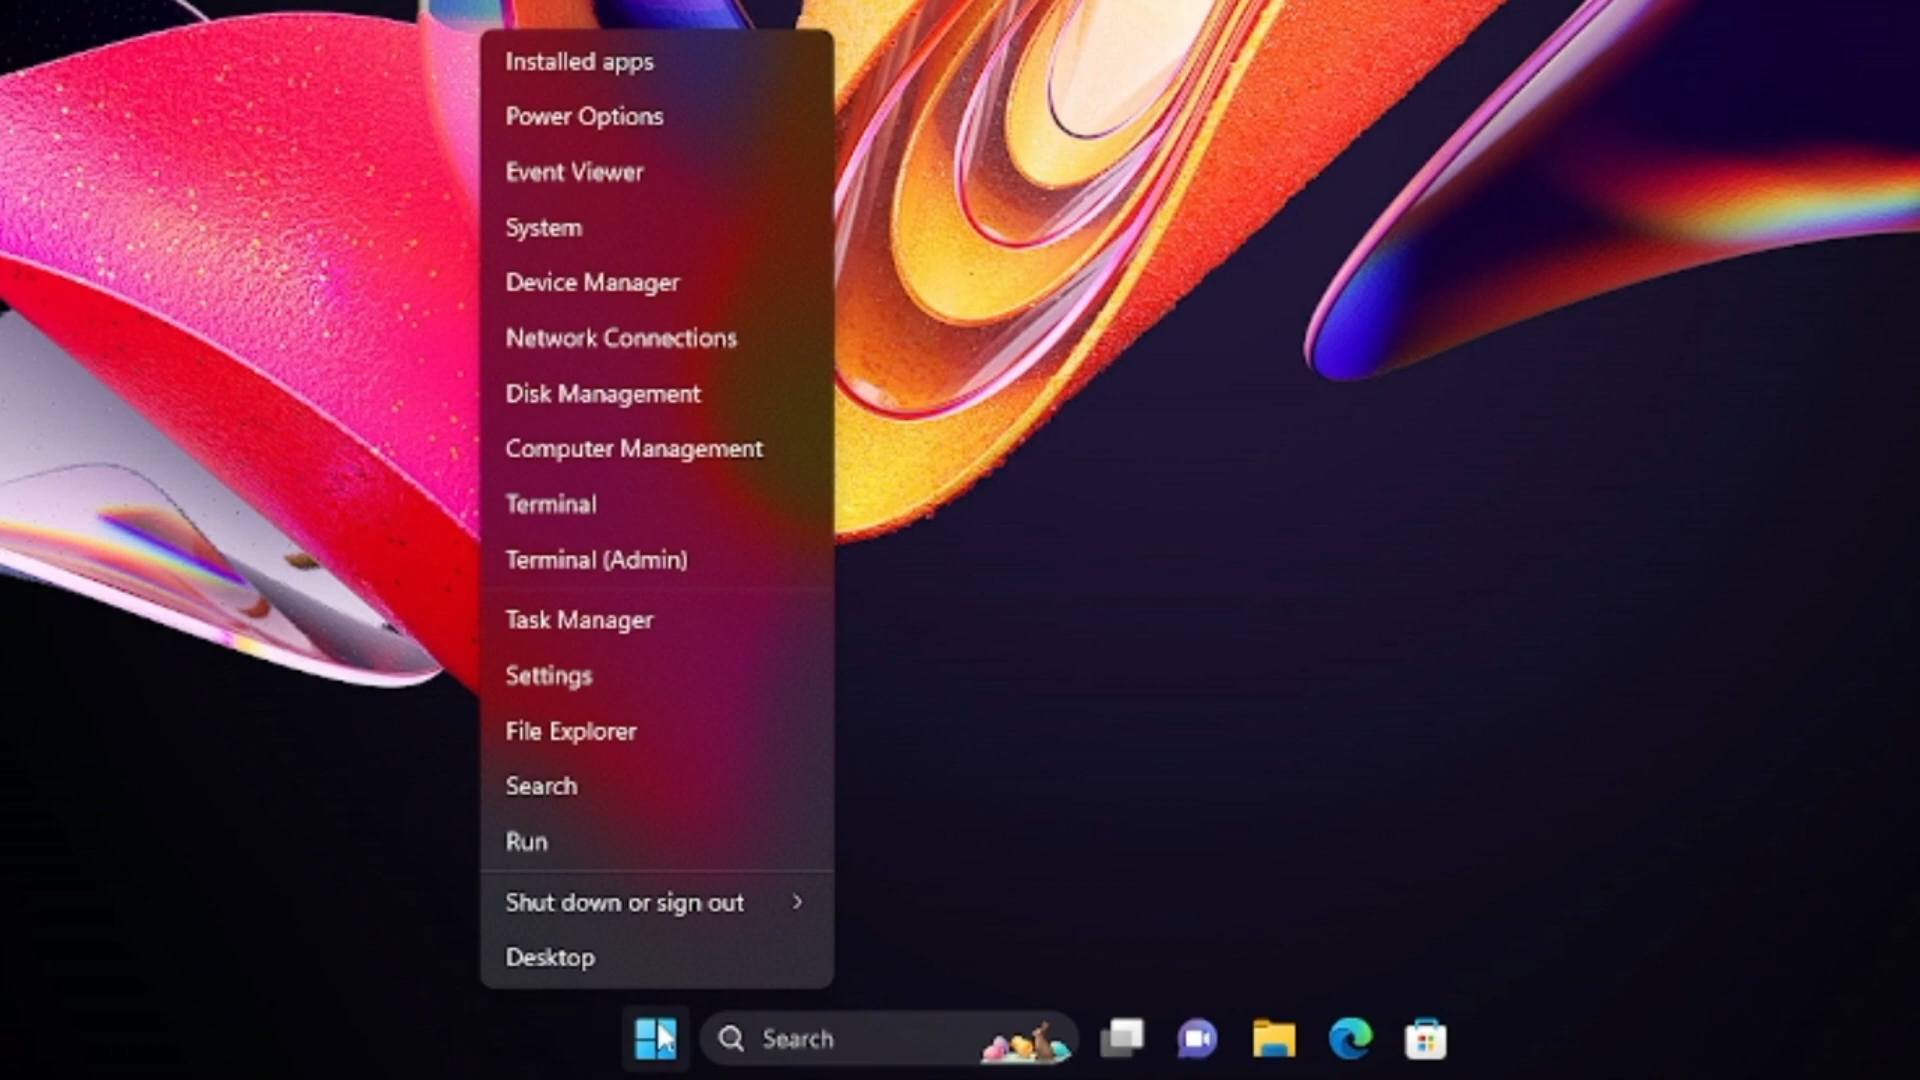 Installed apps
Power Options
Event Viewer
System
Device Manager
Network Connections
Disk Management
Computer Management
Terminal
Terminal (Admin)
Task Manager
Settings
File Explorer
Search
Run
Shut down or sign out
Desktop
Search